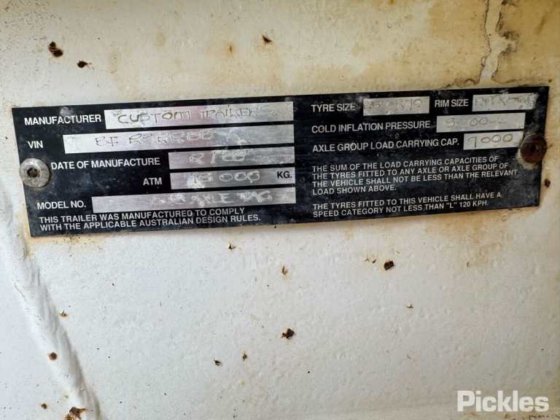 MANUFACTURER CUSTOM TRAILER
VIN
DATE OF MANUFACTURE
ATM KG.
MODEL NO.
THIS TRAILER WAS MANUFACTURED TO COMPLY
WITH THE APPLICABLE AUSTRALIAN DESIGN RULES.
TYRE SIZE RIM SIZE
COLD INFLATION PRESSURE
AXLE GROUP LOAD CARRYING CAP. 9000
THE SUM OF THE LOAD CARRYING CAPACITIES OF
THE TYRES FITTED TO ANY AXLE OR AXLE GROUP OF
THE VEHICLE SHALL NOT BE LESS THAN THE RELEVANT
LOAD SHOWN ABOVE.
THE TYRES FITTED TO THIS VEHICLE SHALL HAVE A
SPEED CATEGORY NOT LESS THAN "L" 120 KPH.
Pickles